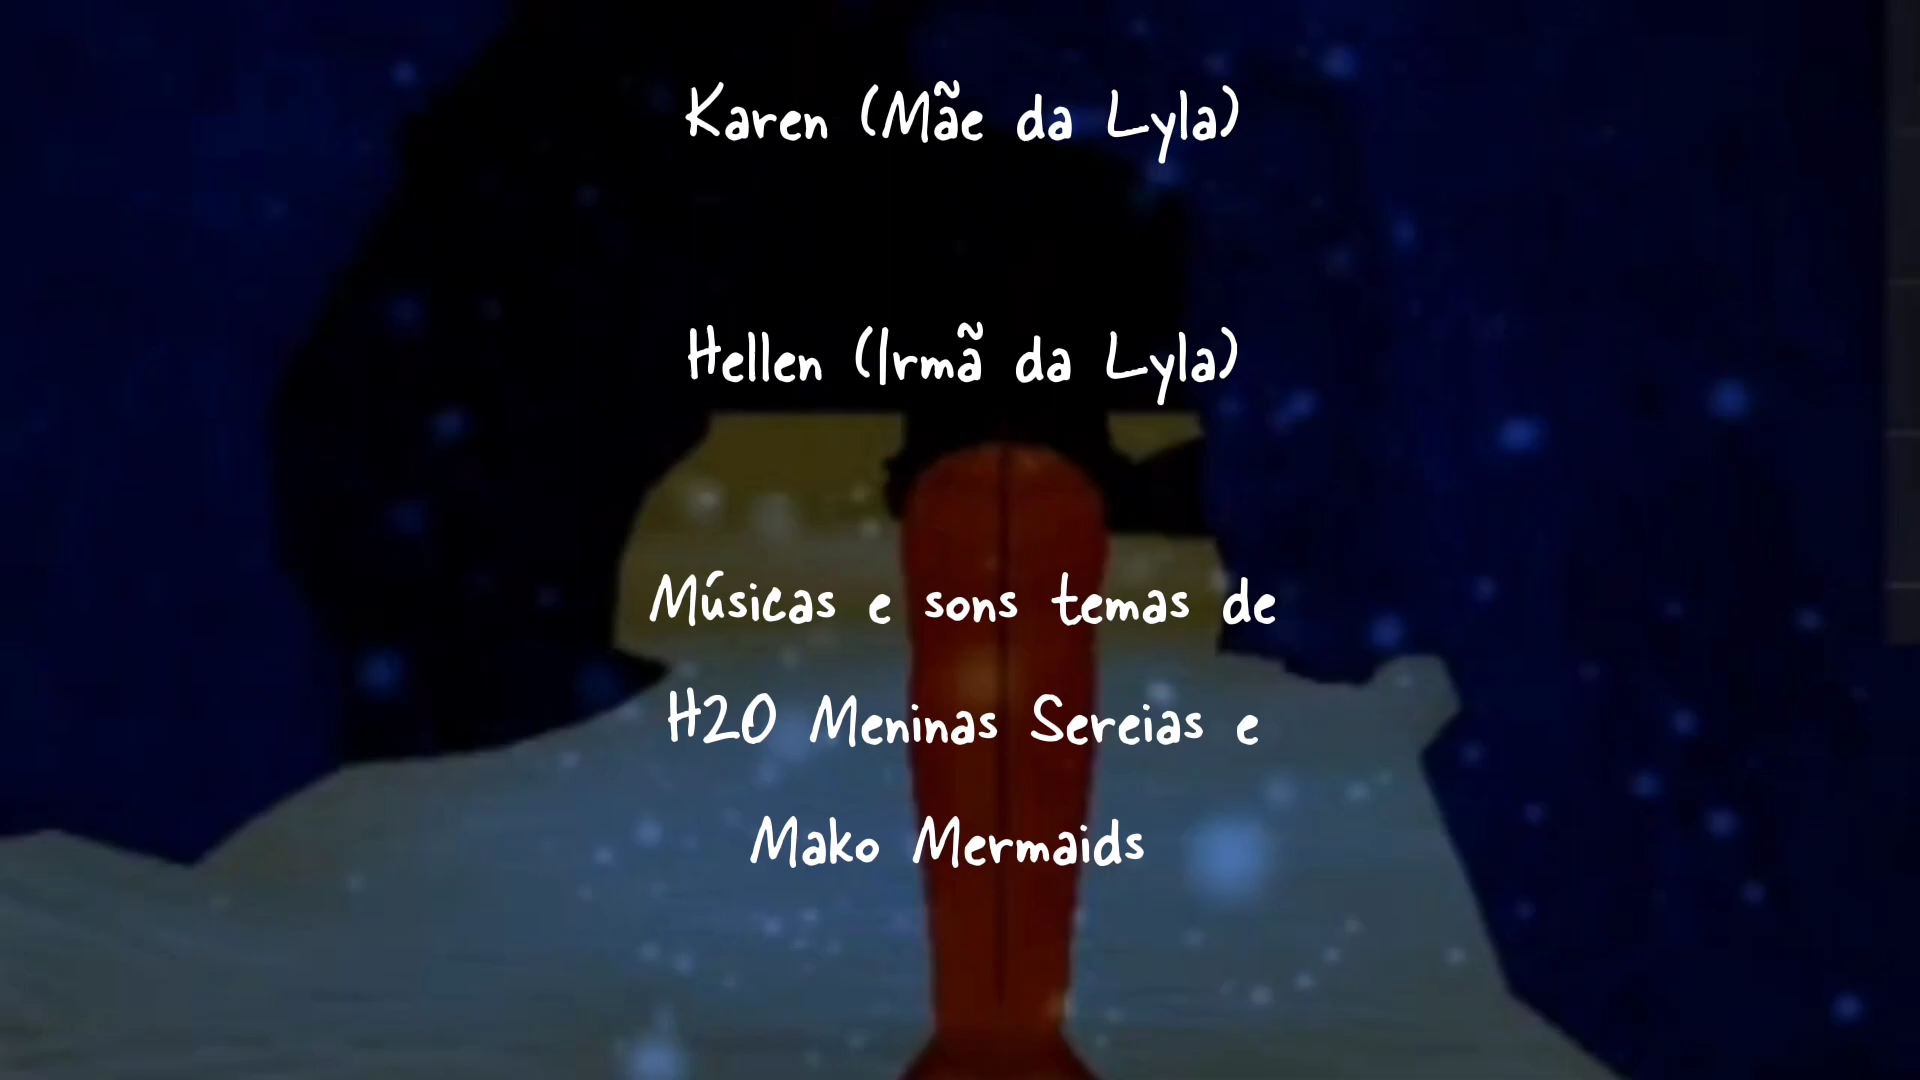 Karen (Mãe da Lyla)
Hellen (Irmã da Lyla)
Músicas e sons temas de
H2O Meninas Sereias e
Mako Mermaids